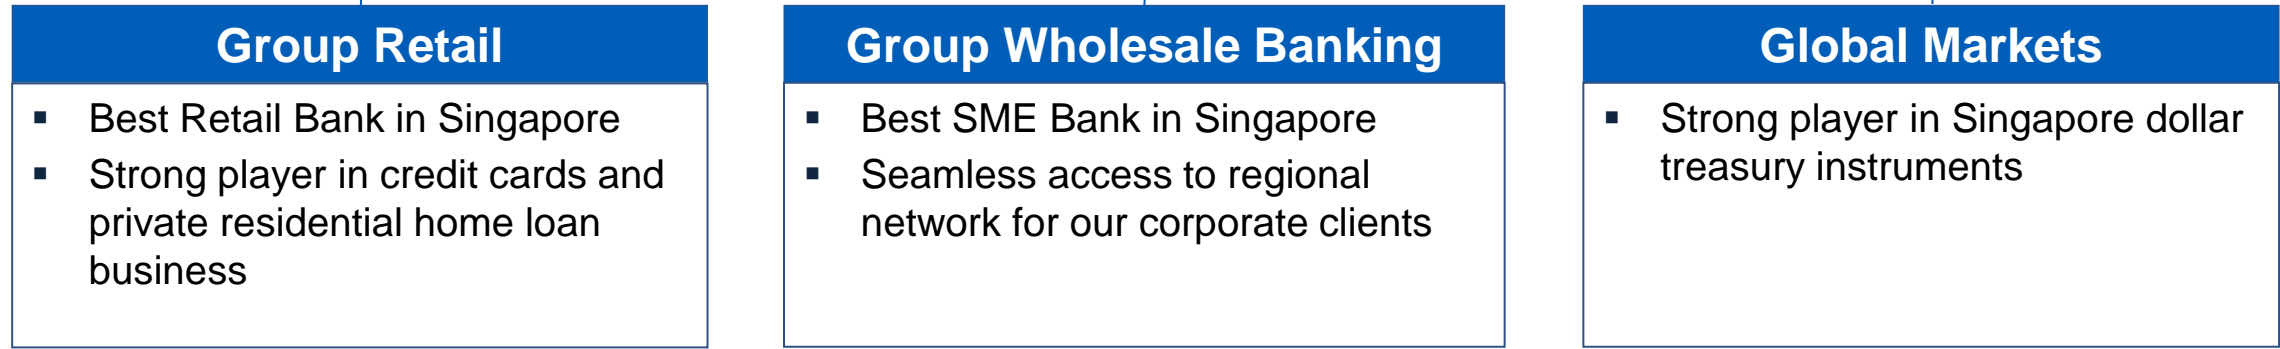 Group Retail
▪ Best Retail Bank in Singapore
▪ Strong player in credit cards and
private residential home loan
business
Group Wholesale Banking
▪ Best SME Bank in Singapore
▪ Seamless access to regional
network for our corporate clients
Global Markets
▪ Strong player in Singapore dollar
treasury instruments